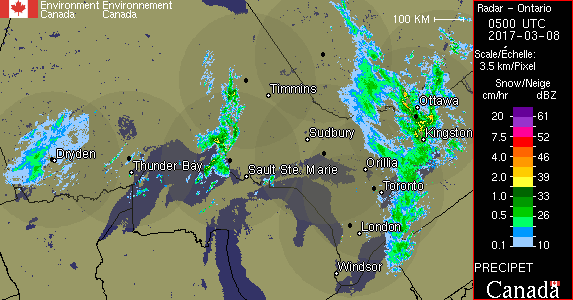 Environment Environnement
Canada Canada
100 KM
Radar - Ontario
0500 UTC
2017-03-08
Scale/Échelle:
3.5 km/Pixel
Snow/Neige
cm/hr dBZ
20 61
7.5 52
4.0 46
2.0 39
1.0 33
0.5 26
0.1 10
PRECIPET
Canada
Timmins
Ottawa
Sudbury
Kingston
Dryden
Thunder Bay
Sault Ste. Marie
Orillia
Toronto
London
Windsor